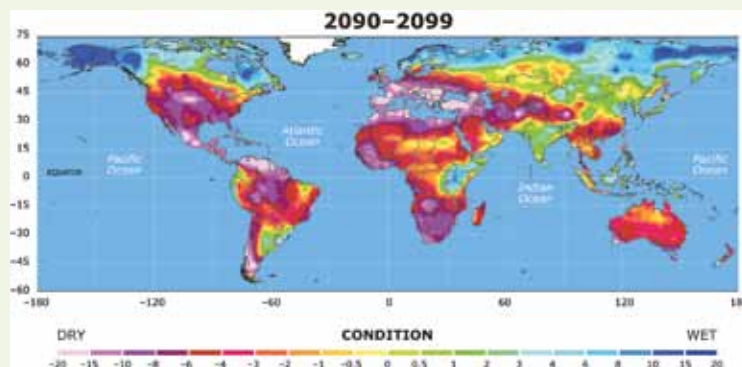 2090–2099
75
60
45
30
15
0
−15
−30
−45
−60
Atlantic
Ocean
Pacific
Ocean
Pacific
Ocean
Indian
Ocean
−180 −120 −60 0 60 120 18
DRY CONDITION WET
−20 −15 −10 −8 −6 −4 −3 −2 −1 −0.5 0 0.5 1 2 3 4 6 8 10 15 20